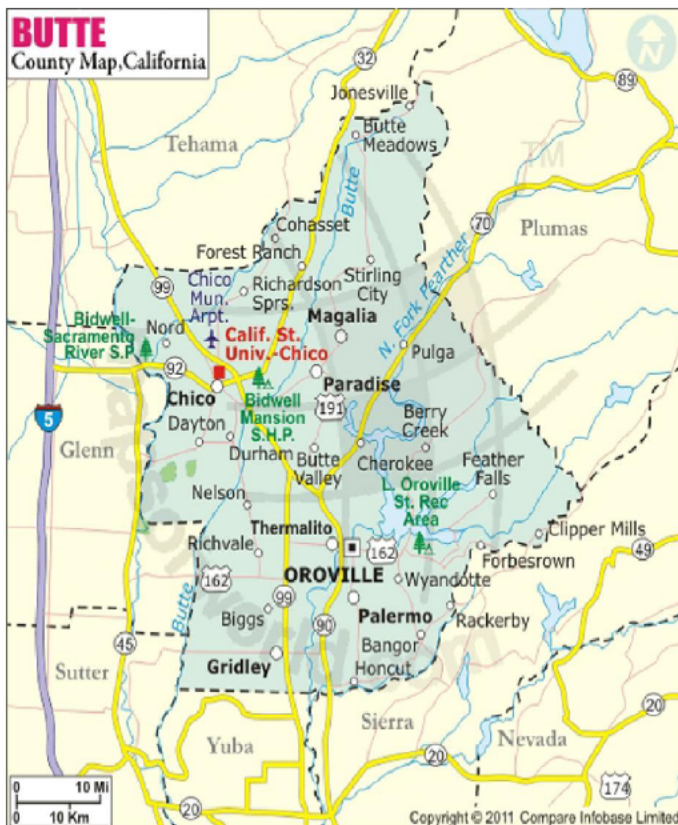 BUTTE
County Map,California
N
32
89
Jonesville
Butte
Meadows
Tehama
TM
Butte
70
Plumas
Cohasset
Forest Ranch
Stirling
City
99
Chico
Mun.
Arpt.
Richardson
Sprs.
N. Fork Fearther
Bidwell-
Sacramento
River S.P
Nord
Magalia
Calif. St.
Univ.-Chico
Pulga
92
Chico
Paradise
Bidwell
Mansion
S.H.P.
191
5
Dayton
Durham
Berry
Creek
Glenn
Butte
Valley
Cherokee
Feather
Falls
L. Oroville
St. Rec
Area
Nelson
Thermalito
Clipper Mills
Richvale
162
Forbesrown
49
162
OROVILLE
Wyandotte
Butte
99
Biggs
90
Palermo
Rackerby
45
Bangor
Gridley
Honcut
Sutter
Sierra
20
Yuba
Nevada
20
174
0 10 Mi
0 10 Km
20
Copyright © 2011 Compare Infobase Limited
mapsofworld.com